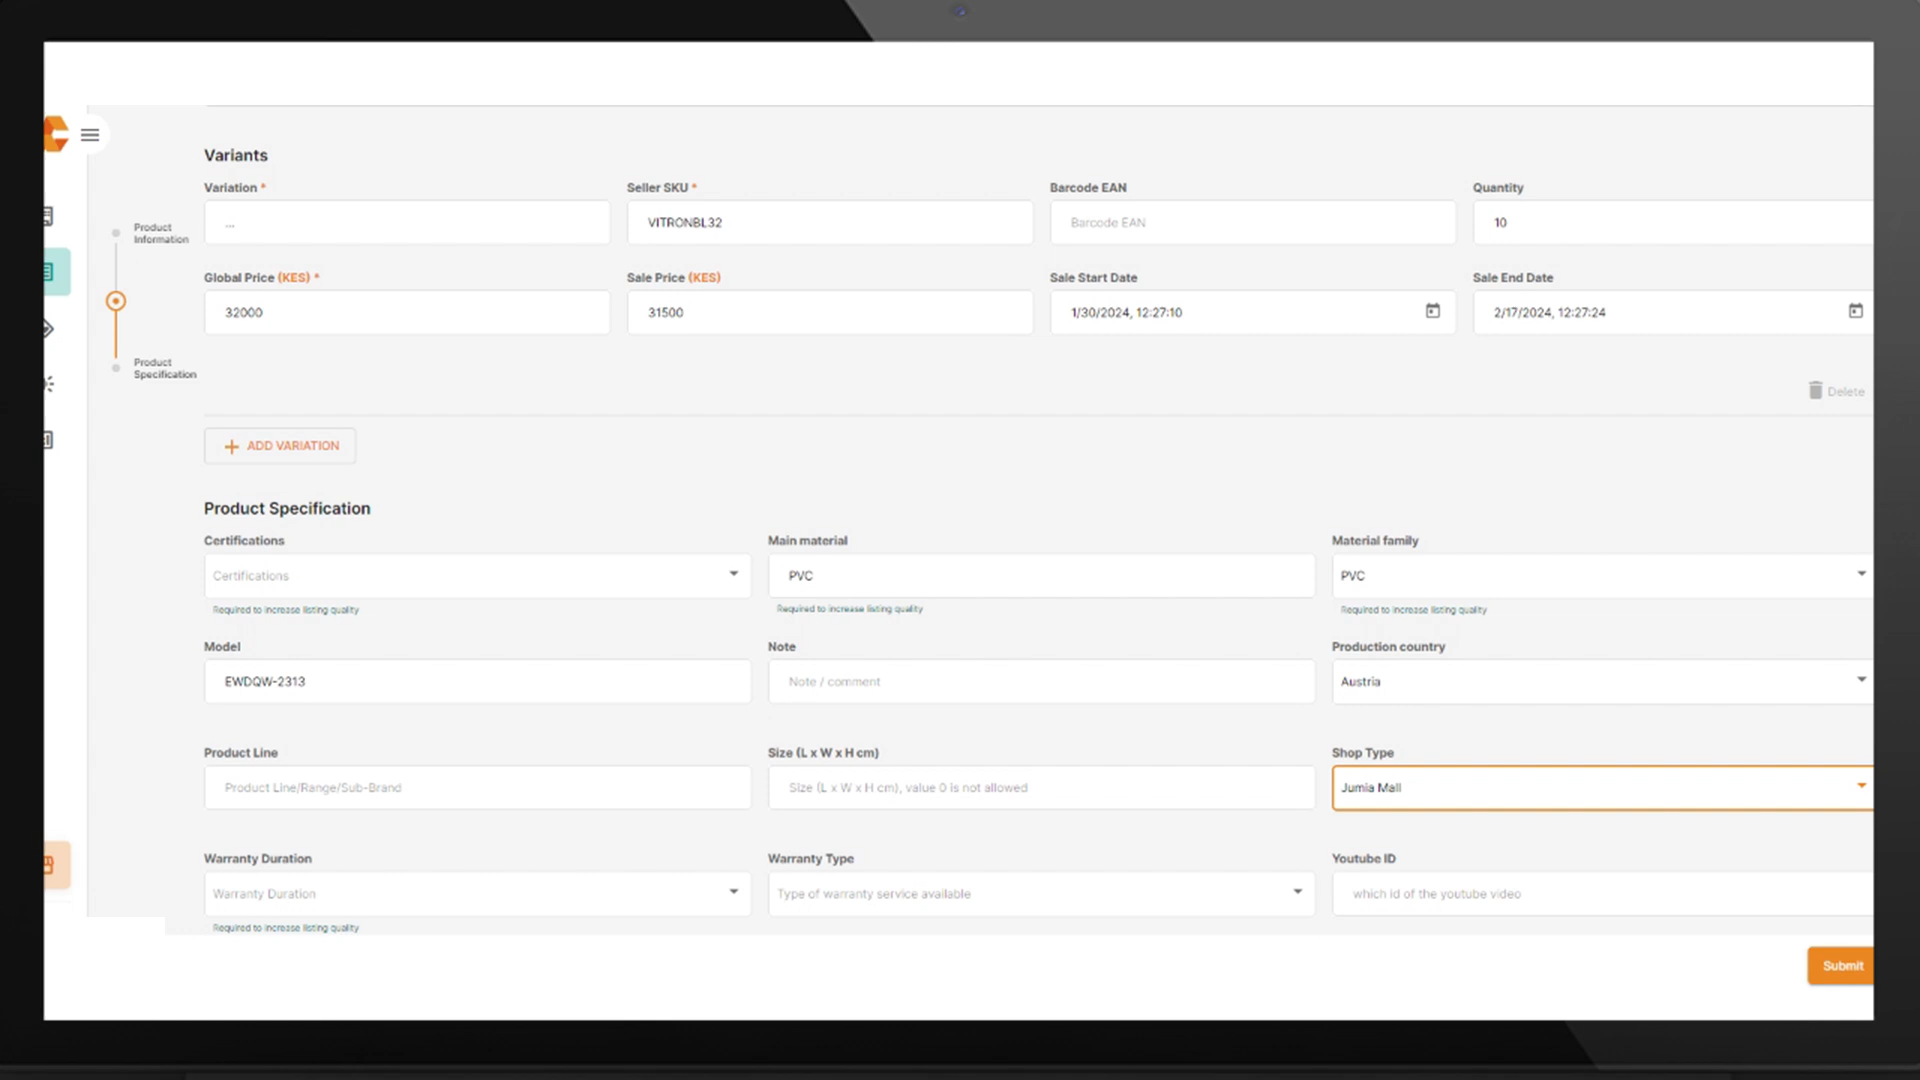 Variants
Variation *
Seller SKU *
Barcode EAN
Quantity
...
VITRONBL32
Barcode EAN
10
Product
Information
Global Price (KES) *
Sale Price (KES)
Sale Start Date
Sale End Date
32000
31500
1/30/2024, 12:27:10
2/17/2024, 12:27:24
Product
Specification
Delete
+ ADD VARIATION
Product Specification
Certifications
Main material
Material family
Certifications
PVC
PVC
Required to increase listing quality
Required to increase listing quality
Required to increase listing quality
Model
Note
Production country
EWDQW-2313
Note / comment
Austria
Product Line
Size (L x W x H cm)
Shop Type
Product Line/Range/Sub-Brand
Size (L x W x H cm), value 0 is not allowed
Jumia Mall
Warranty Duration
Warranty Type
Youtube ID
Warranty Duration
Type of warranty service available
which id of the youtube video
Required to increase listing quality
Submit